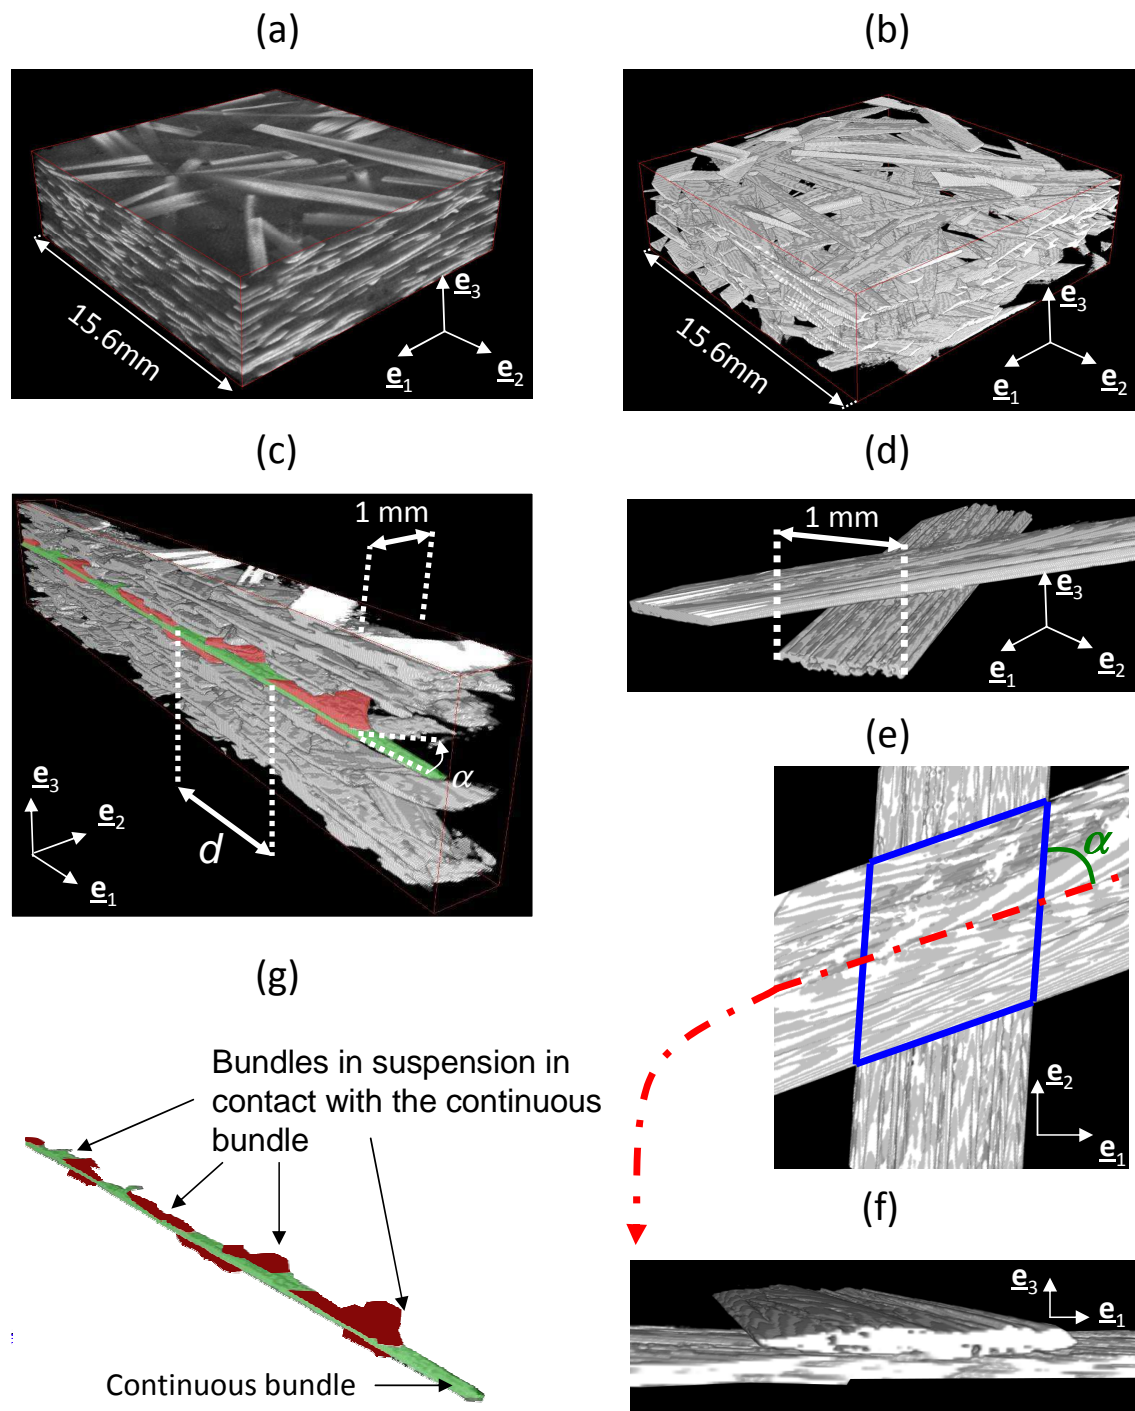 (a)
(b)
15.6mm
e3
e1
e2
15.6mm
e3
e1
e2
(c)
(d)
1 mm
α
d
e3
e2
e1
1 mm
e3
e1
e2
(e)
α
e2
e1
(g)
Bundles in suspension in
contact with the continuous
bundle
Continuous bundle
(f)
e3
e1